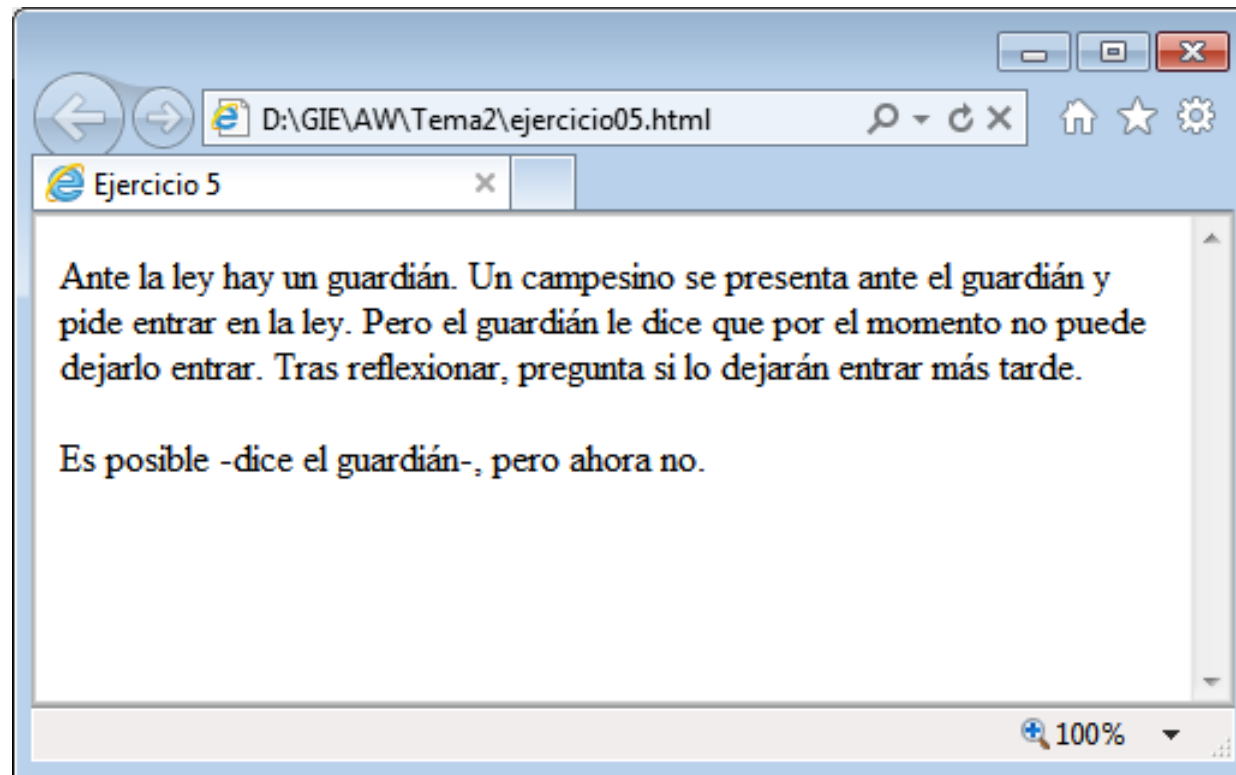 D:\GIE\AW\Tema2\ejercicio05.html
Ejercicio 5
Ante la ley hay un guardián. Un campesino se presenta ante el guardián y
pide entrar en la ley. Pero el guardián le dice que por el momento no puede
dejarlo entrar. Tras reflexionar, pregunta si lo dejarán entrar más tarde.
Es posible -dice el guardián-, pero ahora no.
100%